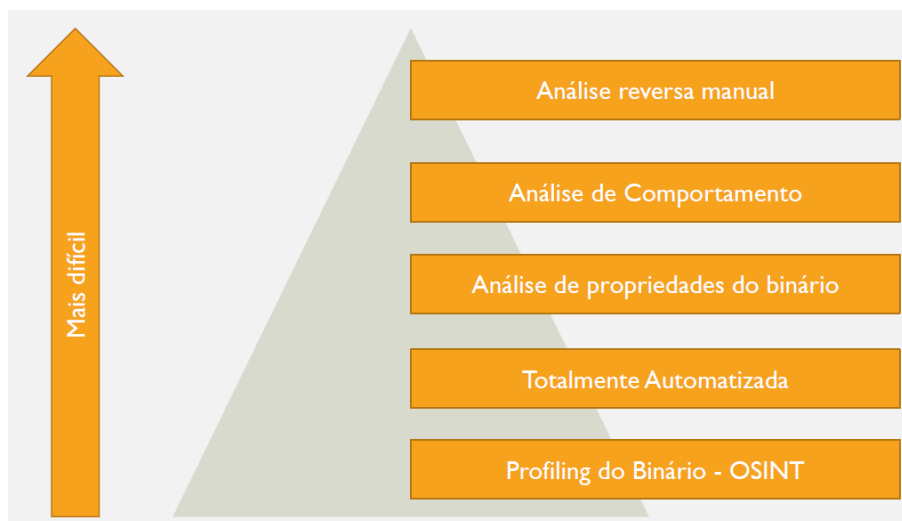 Análise reversa manual
Análise de Comportamento
Análise de propriedades do binário
Totalmente Automatizada
Profiling do Binário - OSINT
Mais difícil